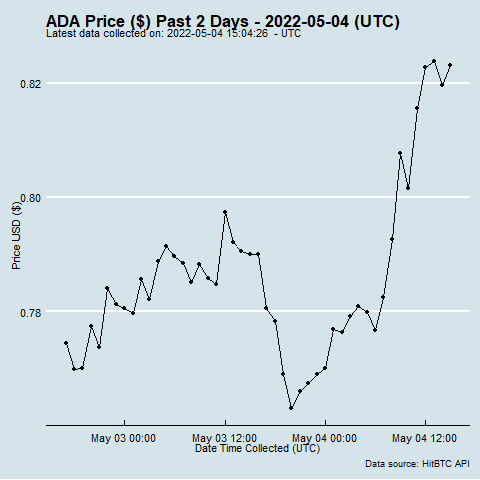 ADA Price ($) Past 2 Days - 2022-05-04 (UTC)
Latest data collected on: 2022-05-04 15:04:26 - UTC
0.82
0.80
0.78
Price USD ($)
May 03 00:00 May 03 12:00 May 04 00:00 May 04 12:00
Date Time Collected (UTC)
Data source: HitBTC API